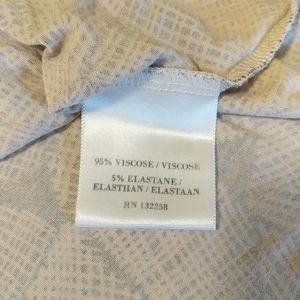 95% VISCOSE / VISCOSE
5% ELASTANE /
ELASTHAN / ELASTAAN
RN 132258